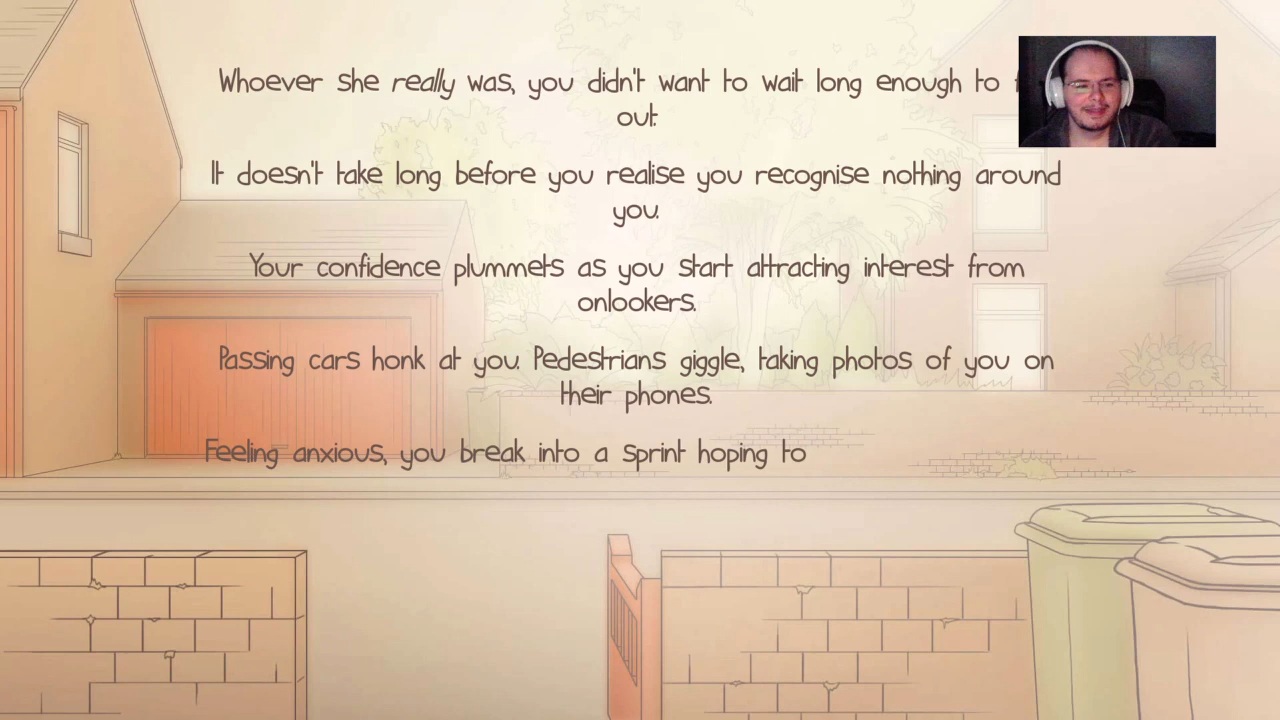 Whoever she really was, you didn't want to wait long enough to
out.
It doesn't take long before you realise you recognise nothing around
you.
Your confidence plummets as you start attracting interest from
onlookers.
Passing cars honk at you. Pedestrians giggle, taking photos of you on
their phones.
Feeling anxious, you break into a sprint hoping to